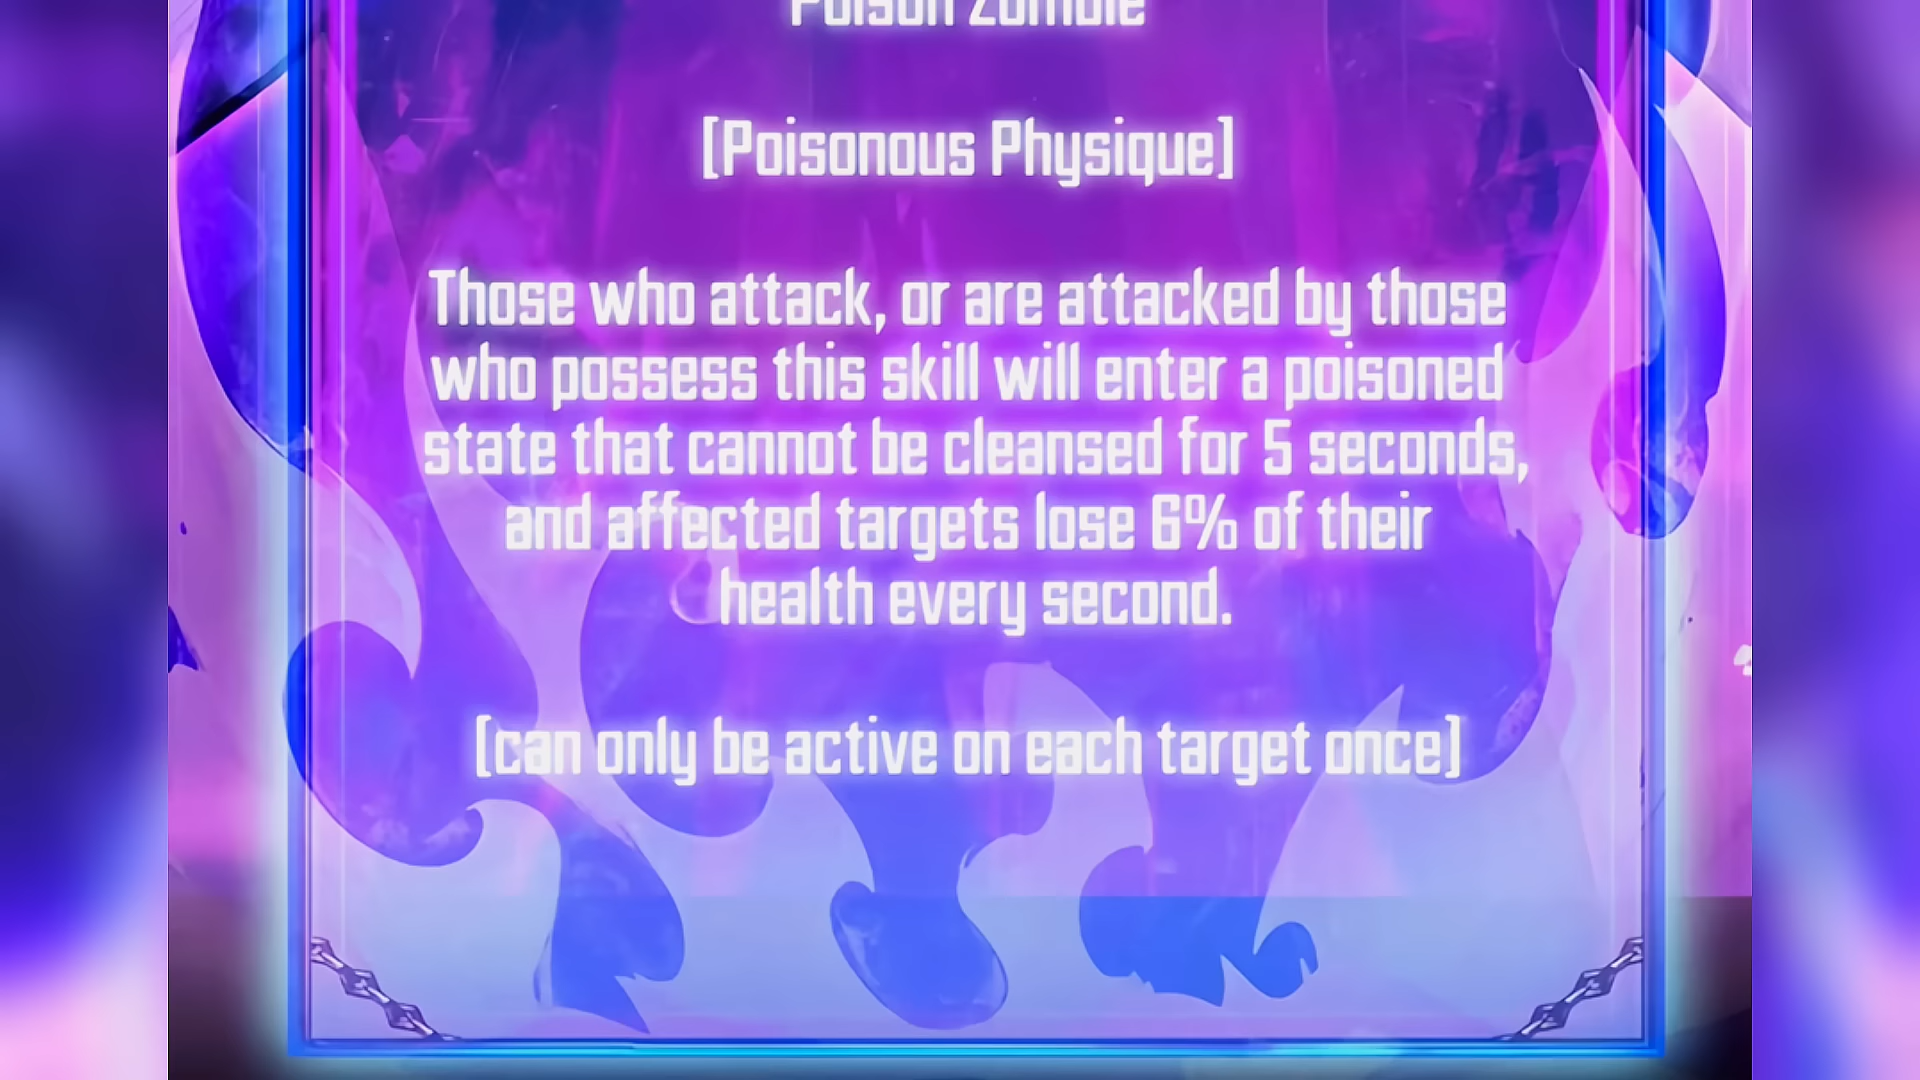 Poison Zombie
[Poisonous Physique]
Those who attack, or are attacked by those
who possess this skill will enter a poisoned
state that cannot be cleansed for 5 seconds,
and affected targets lose 6% of their
health every second.
[can only be active on each target once]